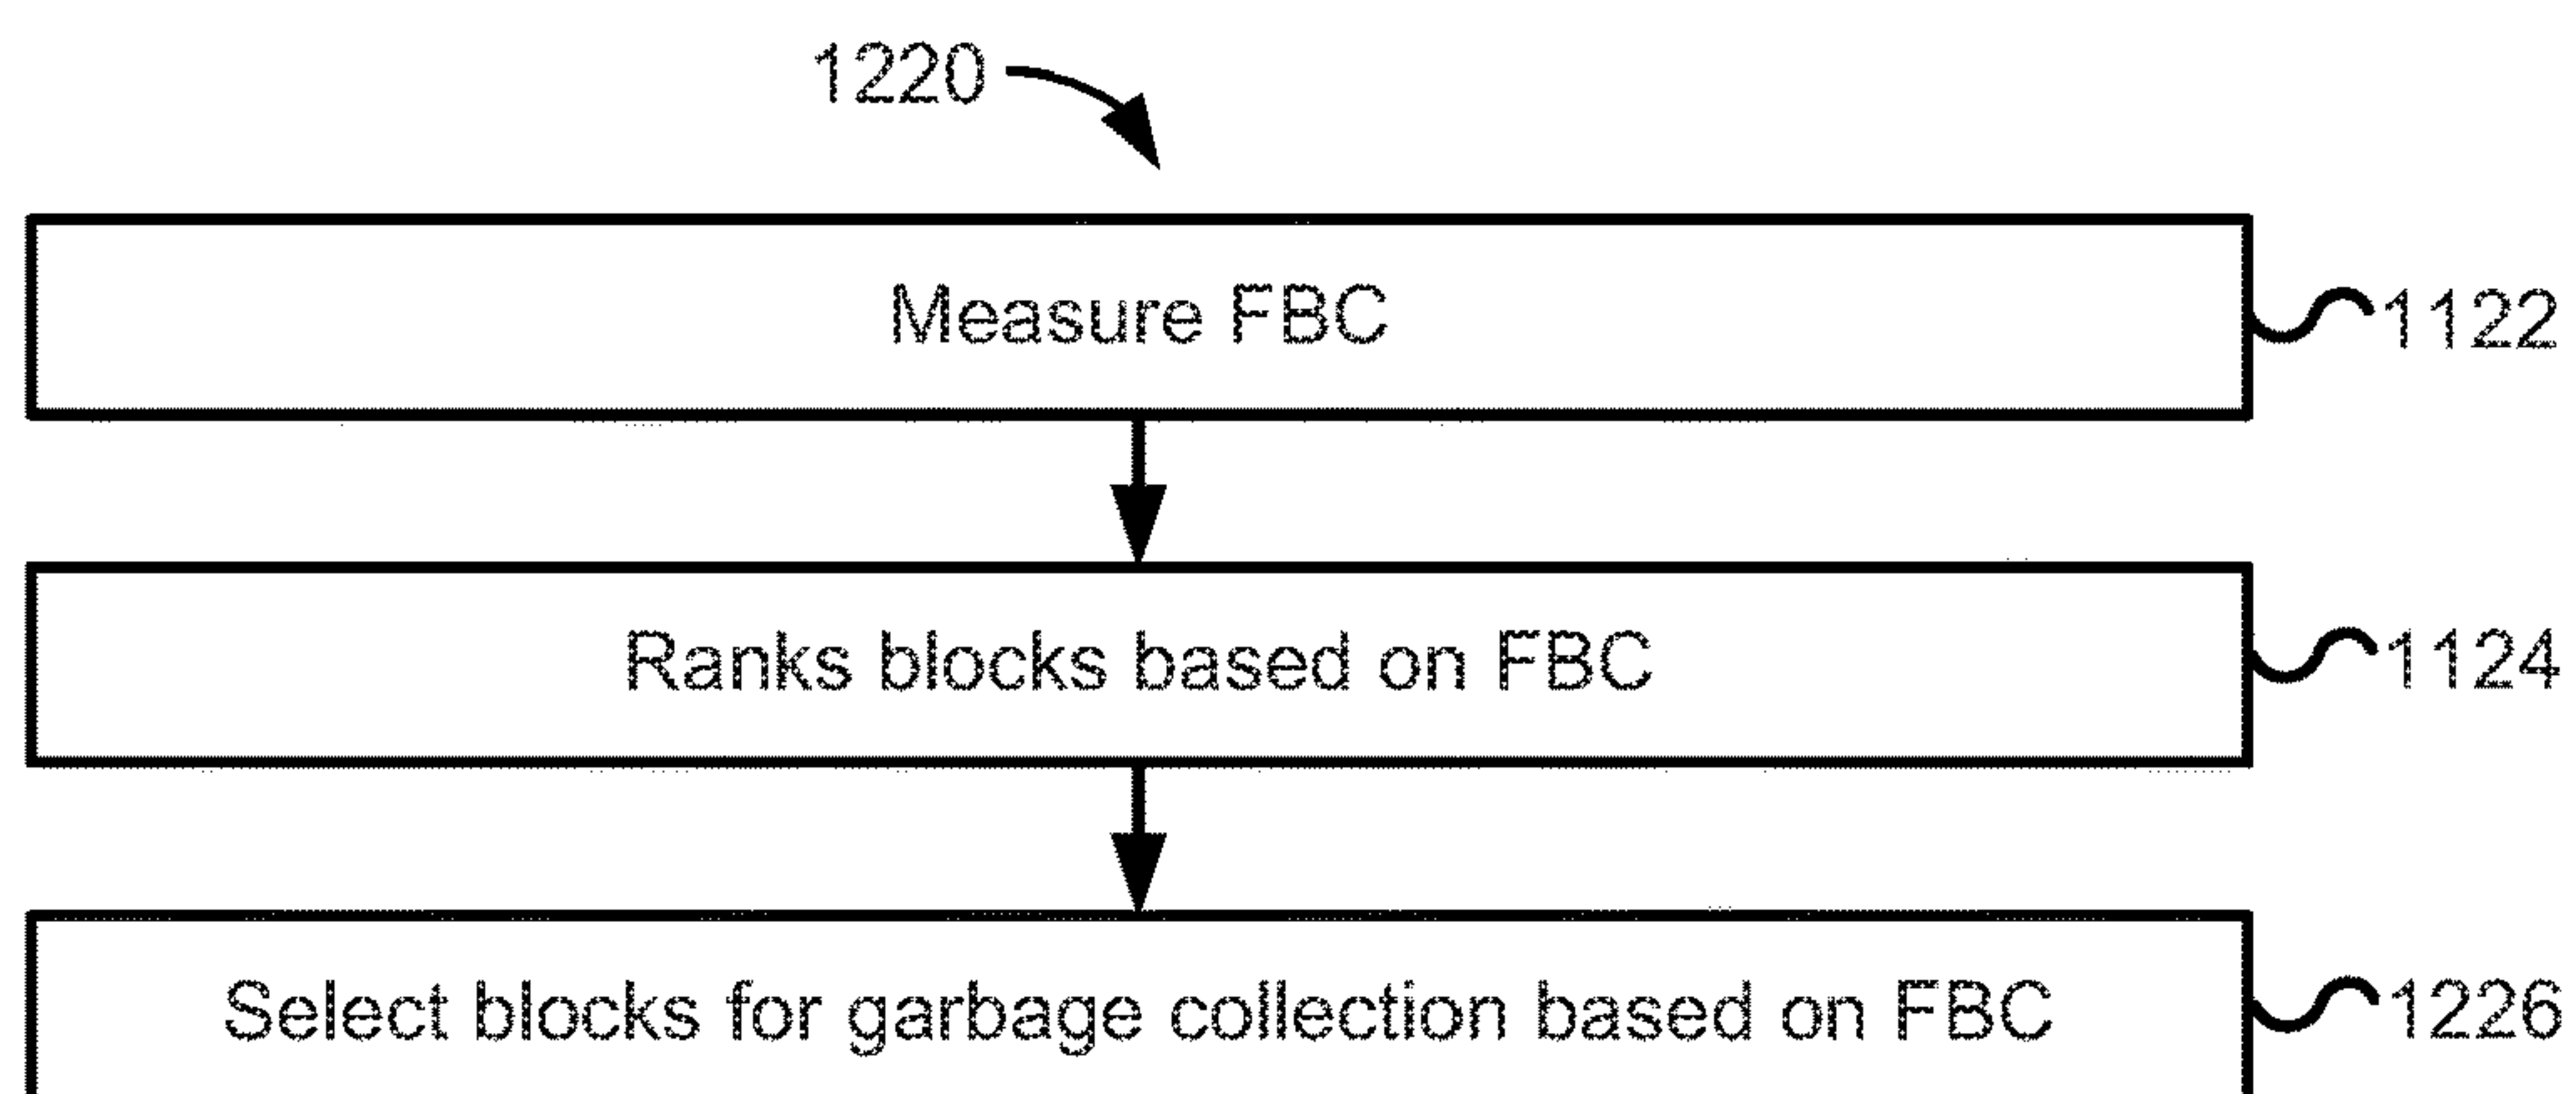 1220
Measure FBC
1122
Ranks blocks based on FBC
1124
Select blocks for garbage collection based on FBC
1226